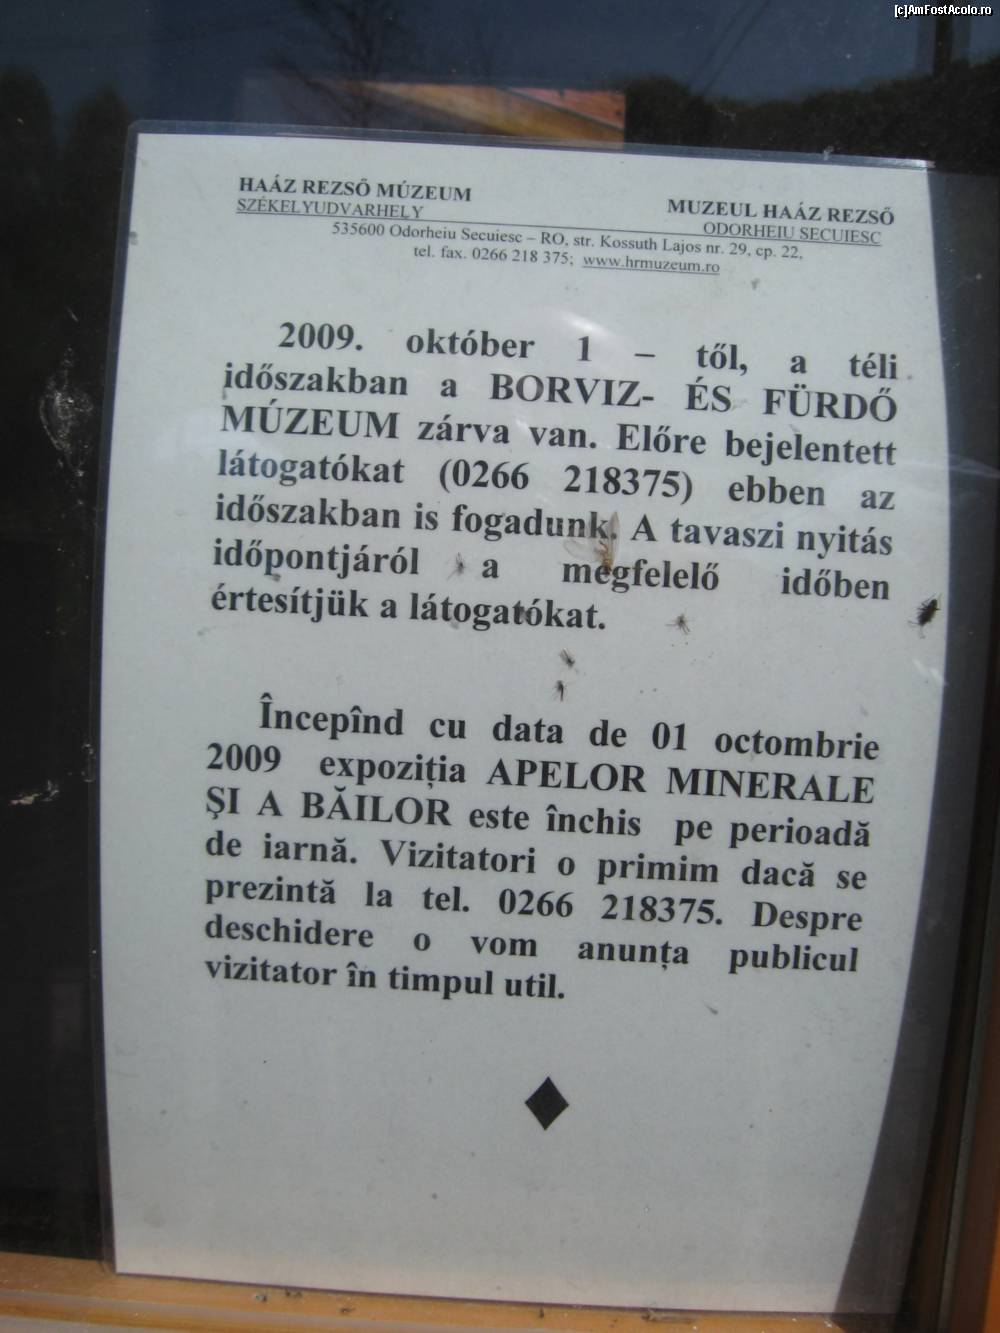 [c]AmFostAcolo.ro
HAÁZ REZSŐ MÚZEUM
SZÉKELYUDVARHELY
MUZEUL HAÁZ REZSŐ
ODORHEIU SECUIESC
535600 Odorheiu Secuiesc – RO, str. Kossuth Lajos nr. 29, cp. 22,
tel. fax. 0266 218 375; www.hrmuzeum.ro
2009. október 1 – től, a téli
időszakban a BORVIZ- ÉS FÜRDŐ
MÚZEUM zárva van. Előre bejelentett
látogatókat (0266 218375) ebben az
időszakban is fogadunk. A tavaszi nyitás
időpontjáról a megfelelő időben
értesítjük a látogatókat.
Începînd cu data de 01 octombrie
2009 expoziția APELOR MINERALE
ŞI A BĂILOR este închis pe perioadă
de iarnă. Vizitatori o primim dacă se
prezintă la tel. 0266 218375. Despre
deschidere o vom anunța publicul
vizitator în timpul util.